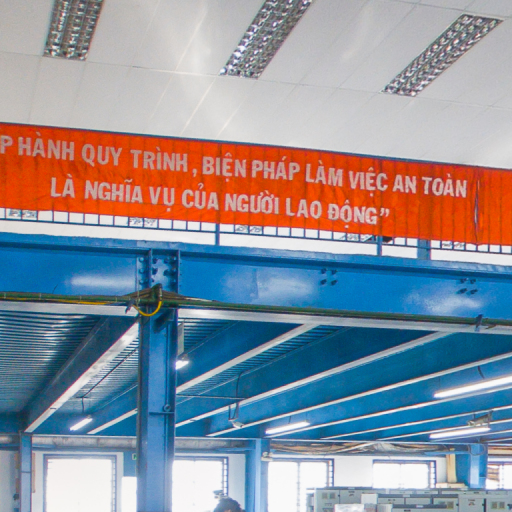 P HÀNH QUY TRÌNH, BIỆN PHÁP LÀM VIỆC AN TOÀN
LÀ NGHĨA VỤ CỦA NGƯỜI LAO ĐỘNG”